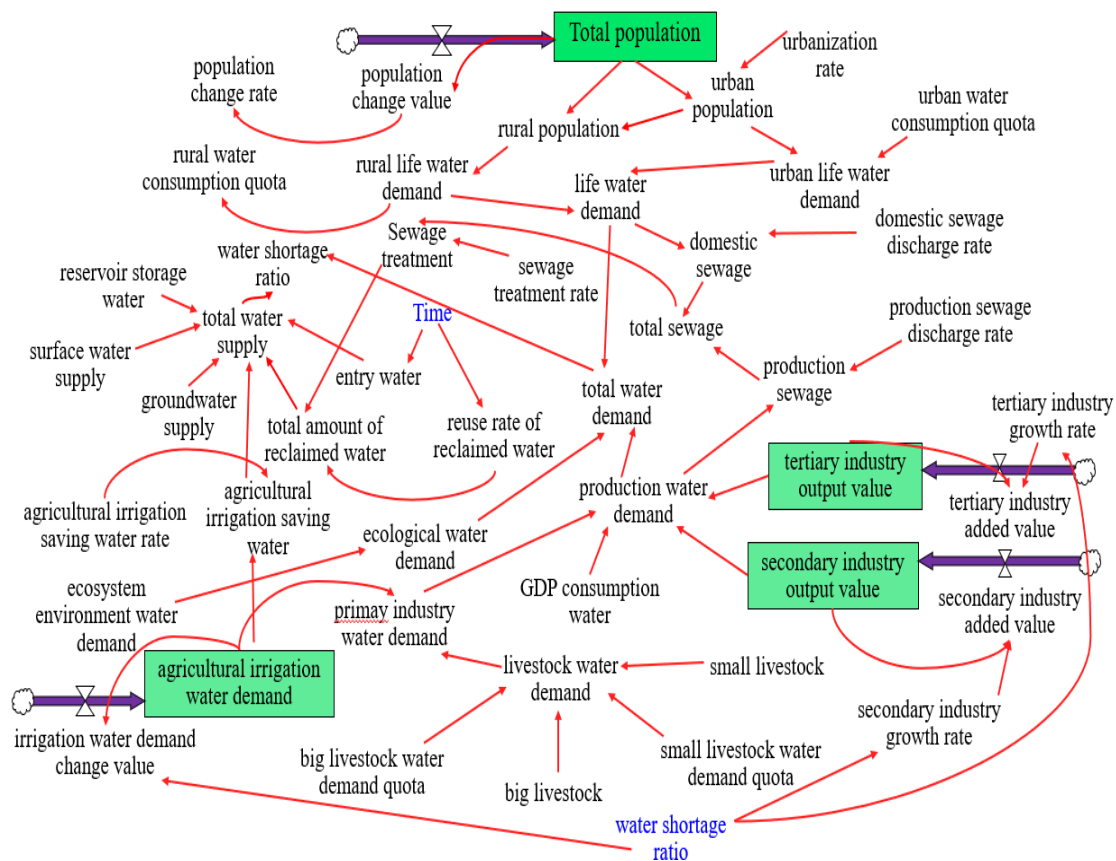 Total population
urbanization
rate
population
change rate
population
change value
urban
population
urban water
consumption quota
rural population
rural water
consumption quota
rural life water
demand
life water
demand
urban life water
demand
Sewage
treatment
domestic
sewage
domestic sewage
discharge rate
water shortage
ratio
reservoir storage
water
sewage
treatment rate
Time
total water
supply
total sewage
production sewage
discharge rate
surface water
supply
entry water
production
sewage
total water
demand
groundwater
supply
total amount of
reclaimed water
reuse rate of
reclaimed water
tertiary industry
growth rate
tertiary industry
output value
agricultural
irrigation saving
water
production water
demand
agricultural irrigation
saving water rate
tertiary industry
added value
ecological water
demand
secondary industry
output value
ecosystem
environment water
demand
GDP consumption
water
primay industry
water demand
secondary industry
added value
agricultural irrigation
water demand
livestock water
demand
small livestock
secondary industry
growth rate
irrigation water demand
change value
big livestock water
demand quota
small livestock water
demand quota
big livestock
water shortage
ratio